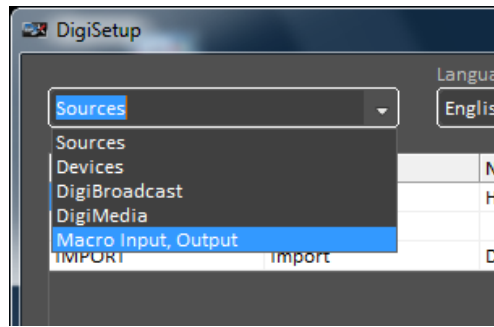 DigiSetup
Langua
Sources
Englis
Sources
Devices
DigiBroadcast
DigiMedia
Macro Input, Output
IMPORT Import